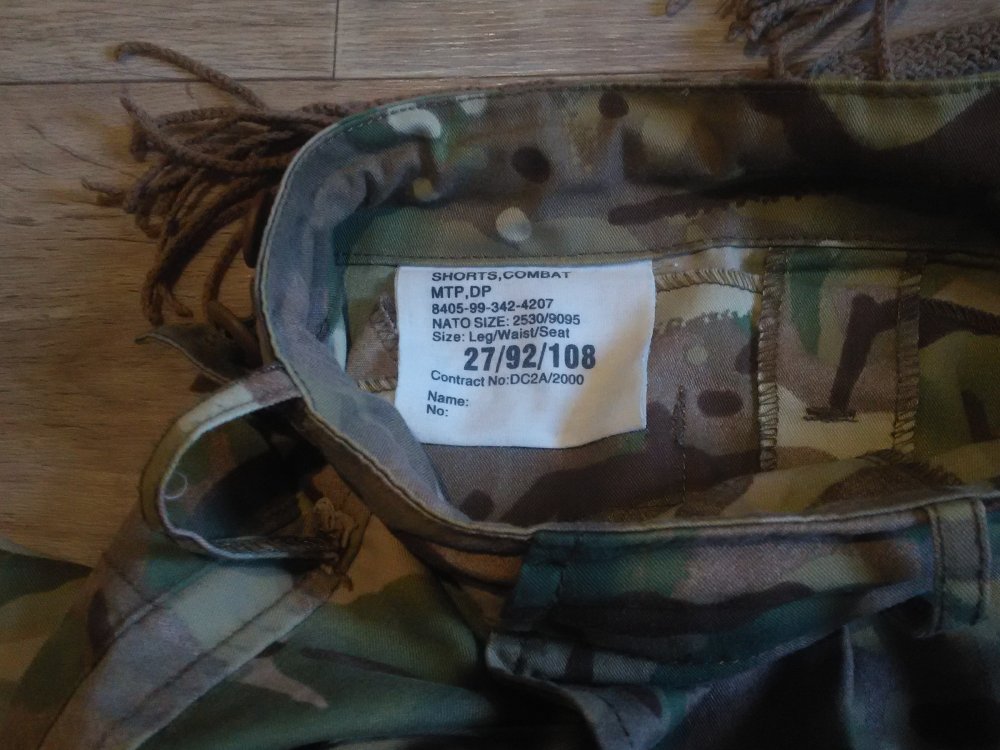 SHORTS,COMBAT
MTP,DP
8405-99-342-4207
NATO SIZE: 2530/9095
Size: Leg/Waist/Seat
27/92/108
Contract No:DC2A/2000
Name:
No: